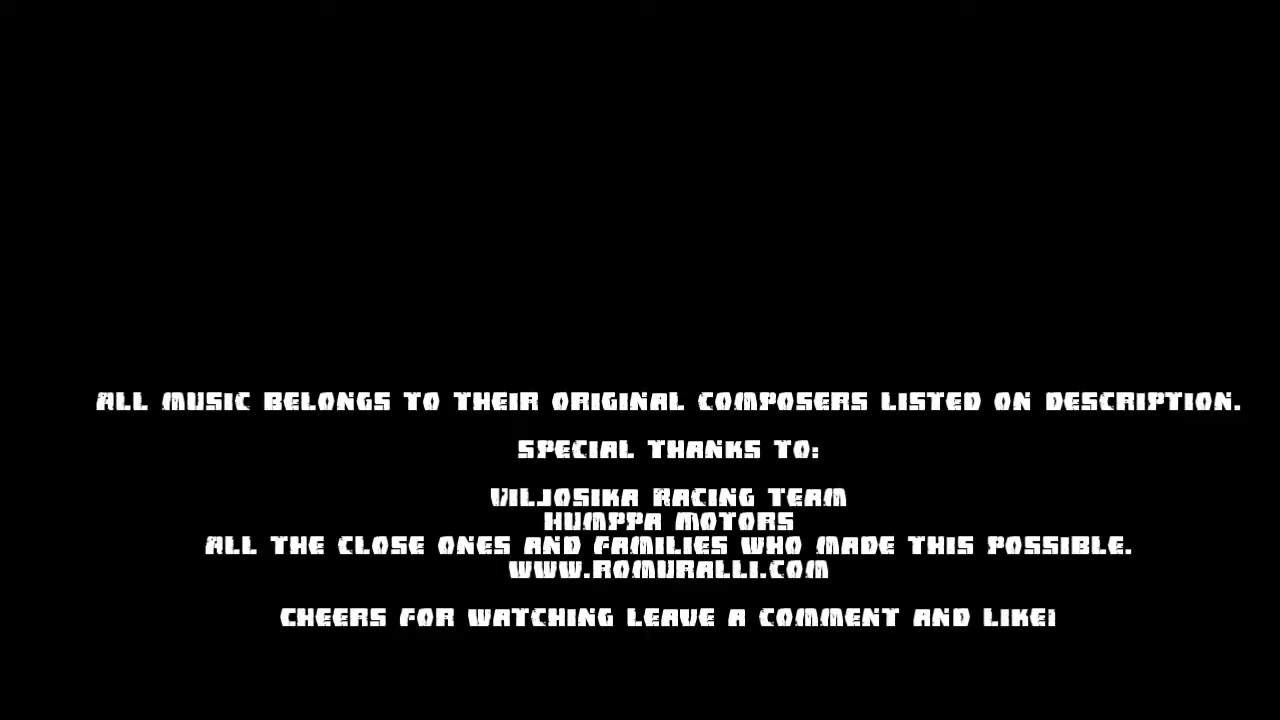 ALL MUSIC BELONGS TO THEIR ORIGINAL COMPOSERS LISTED ON DESCRIPTION.
SPECIAL THANKS TO:
VILJOSIKA RACING TEAM
HUMPPA MOTORS
ALL THE CLOSE ONES AND FAMILIES WHO MADE THIS POSSIBLE.
WWW.ROMURALLI.COM
CHEERS FOR WATCHING LEAVE A COMMENT AND LIKE!